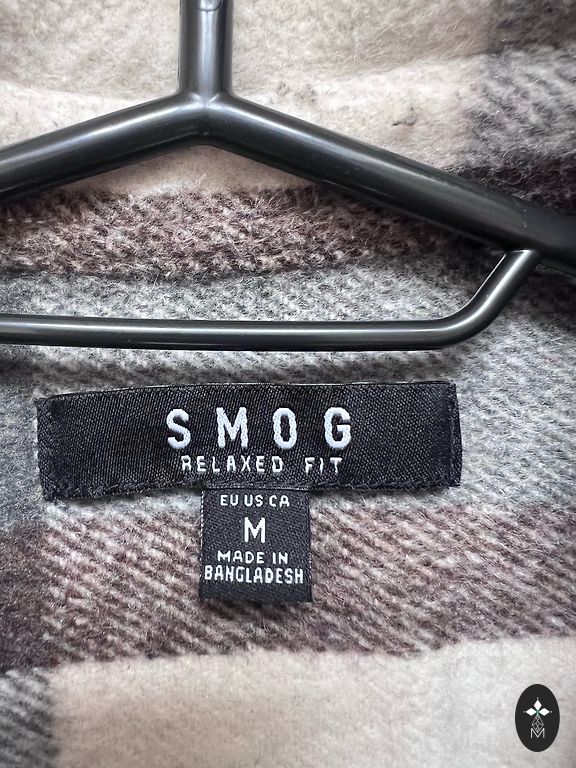 SMOG
RELAXED FIT
EU US CA
M
MADE IN
BANGLADESH
M